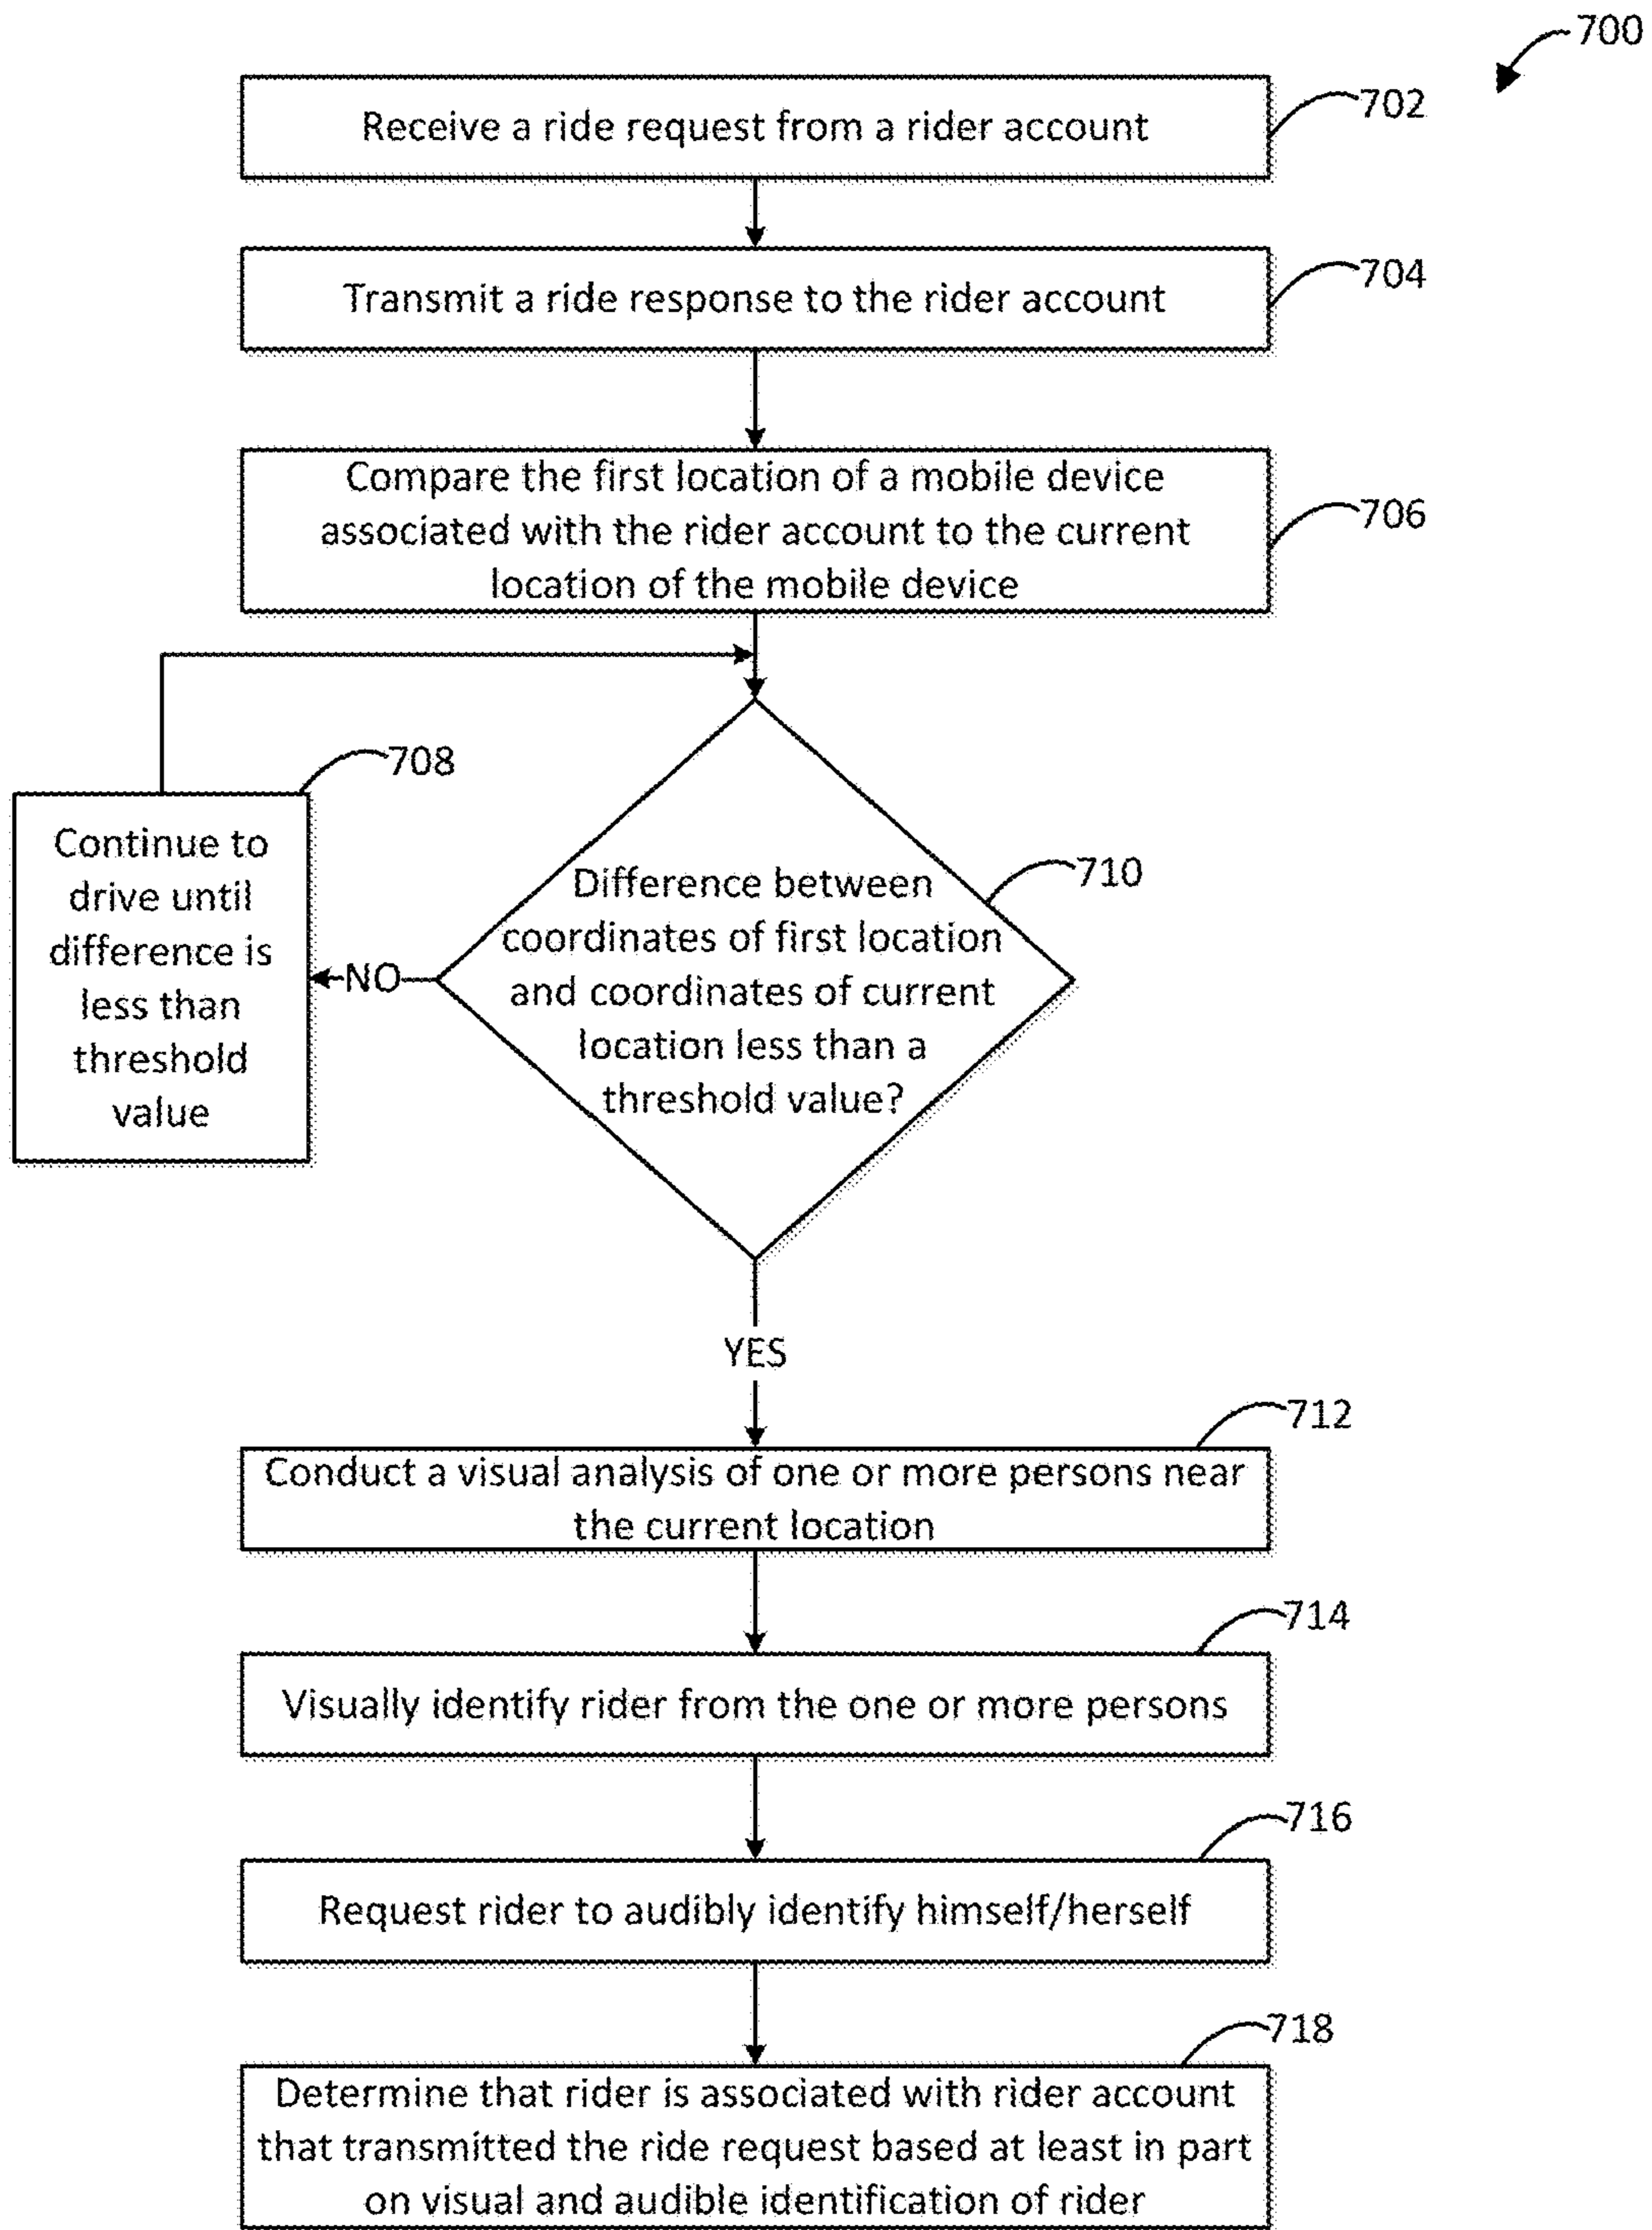 700
Receive a ride request from a rider account
702
Transmit a ride response to the rider account
704
Compare the first location of a mobile device
associated with the rider account to the current
location of the mobile device
706
708
Continue to
drive until
difference is
less than
threshold
value
NO
Difference between
coordinates of first location
and coordinates of current
location less than a
threshold value?
710
YES
712
Conduct a visual analysis of one or more persons near
the current location
714
Visually identify rider from the one or more persons
716
Request rider to audibly identify himself/herself
718
Determine that rider is associated with rider account
that transmitted the ride request based at least in part
on visual and audible identification of rider